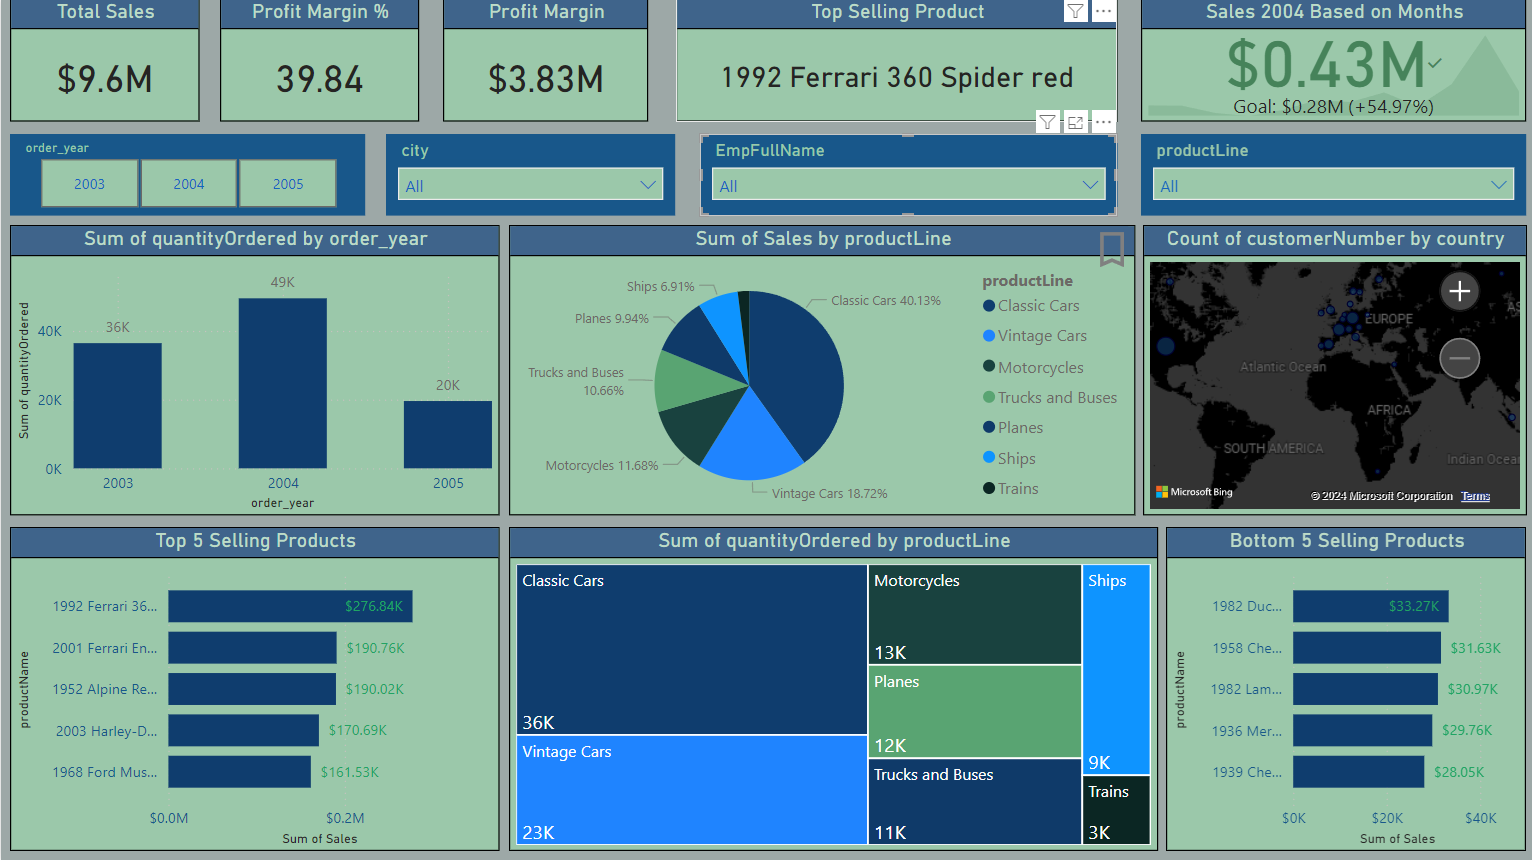 Total Sales
$9.6M
Profit Margin %
39.84
Profit Margin
$3.83M
Top Selling Product
1992 Ferrari 360 Spider red
Sales 2004 Based on Months
$0.43M
Goal: $0.28M (+54.97%)
order_year
2003
2004
2005
city
All
EmpFullName
All
productLine
All
Sum of quantityOrdered by order_year
Sum of quantityOrdered
40K
20K
0K
36K
49K
20K
2003
2004
2005
order_year
Sum of Sales by productLine
Ships 6.91%
Classic Cars 40.13%
Planes 9.94%
Trucks and Buses
10.66%
Motorcycles 11.68%
Vintage Cars 18.72%
productLine
Classic Cars
Vintage Cars
Motorcycles
Trucks and Buses
Planes
Ships
Trains
Count of customerNumber by country
EUROPE
AS
Atlantic Ocean
AFRICA
SOUTH AMERICA
Indian Ocea
Microsoft Bing
© 2024 Microsoft Corporation Terms
Top 5 Selling Products
productName
1992 Ferrari 36...
$276.84K
2001 Ferrari En...
$190.76K
1952 Alpine Re...
$190.02K
2003 Harley-D...
$170.69K
1968 Ford Mus...
$161.53K
$0.0M
$0.2M
Sum of Sales
Sum of quantityOrdered by productLine
Classic Cars
36K
Vintage Cars
23K
Motorcycles
13K
Planes
12K
Trucks and Buses
11K
Ships
9K
Trains
3K
Bottom 5 Selling Products
productName
1982 Duc...
$33.27K
1958 Che...
$31.63K
1982 Lam...
$30.97K
1936 Mer...
$29.76K
1939 Che...
$28.05K
$0K
$20K
$40K
Sum of Sales